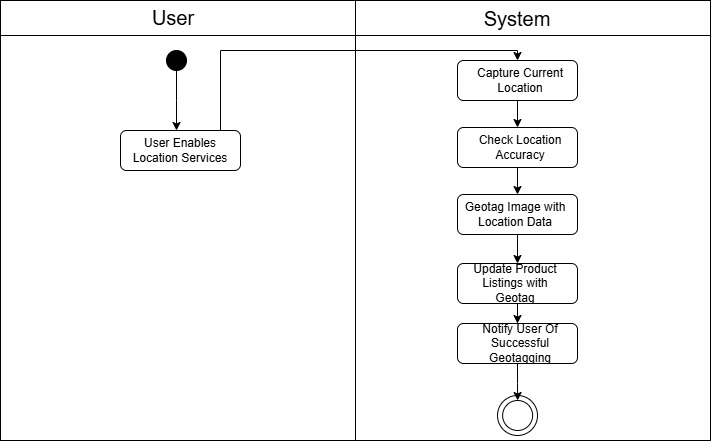 User
System
User Enables
Location Services
Capture Current
Location
Check Location
Accuracy
Geotag Image with
Location Data
Update Product
Listings with
Geotag
Notify User Of
Successful
Geotagging